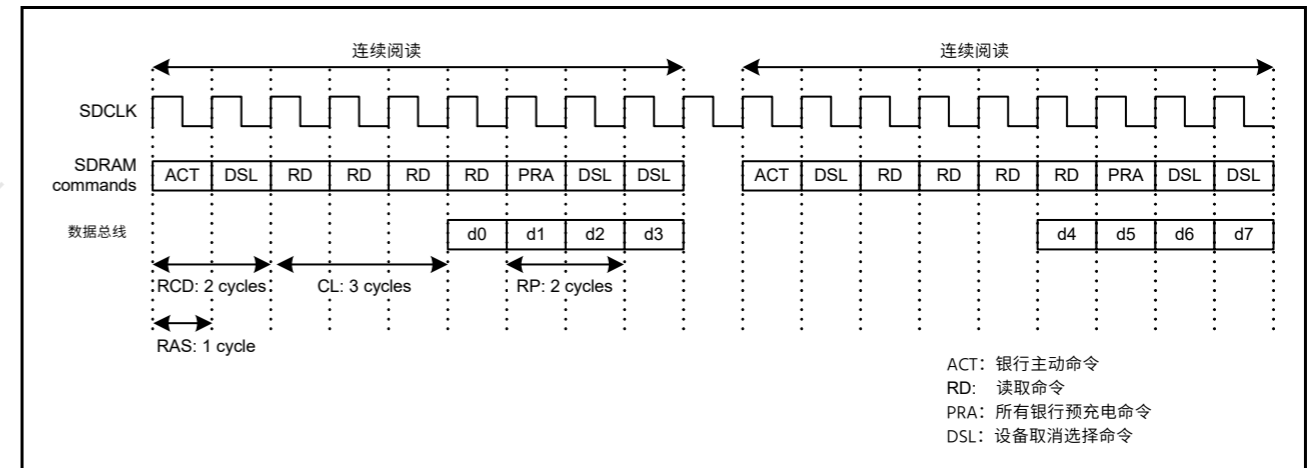 连续阅读 连续阅读
SDCLK
SDRAM commands ACT DSL RD RD RD RD PRA DSL DSL ACT DSL RD RD RD RD PRA DSL DSL
数据总线 d0 d1 d2 d3 d4 d5 d6 d7
RCD: 2 cycles CL: 3 cycles RP: 2 cycles
RAS: 1 cycle
ACT：银行主动命令
RD: 读取命令
PRA：所有银行预充电命令
DSL：设备取消选择命令